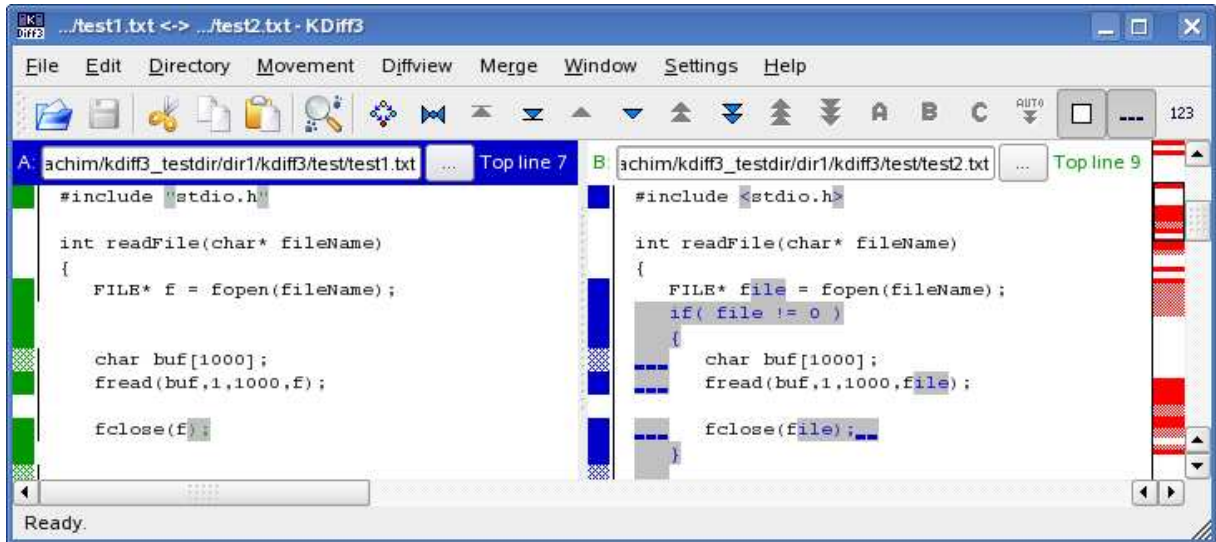 .../test1.txt <-> .../test2.txt - KDiff3
File Edit Directory Movement Diffview Merge Window Settings Help
A B C AUTO 123
A: achim/kdiff3_testdir/dir1/kdiff3/test/test1.txt ... Top line 7
#include "stdio.h"
int readFile(char* fileName)
{
FILE* f = fopen(fileName);
char buf[1000];
fread(buf,1,1000,f);
fclose(f);
B: achim/kdiff3_testdir/dir1/kdiff3/test/test2.txt ... Top line 9
#include <stdio.h>
int readFile(char* fileName)
{
FILE* file = fopen(fileName);
if( file != 0 )
{
char buf[1000];
fread(buf,1,1000,file);
fclose(file);
}
Ready.